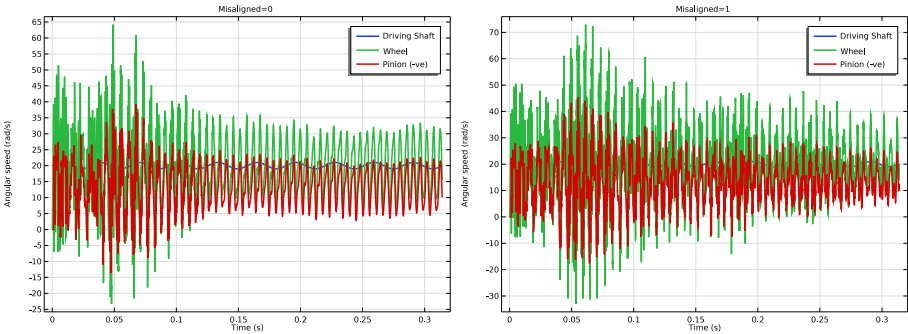 Misaligned=0
65
60
55
50
45
40
35
30
25
20
15
10
5
0
-5
-10
-15
-20
-25
Angular speed (rad/s)
Driving Shaft
Wheel
Pinion (-ve)
0 0.05 0.1 0.15 0.2 0.25 0.3
Time (s)
Misaligned=1
70
60
50
40
30
20
10
0
-10
-20
-30
Angular speed (rad/s)
Driving Shaft
Wheel
Pinion (-ve)
0 0.05 0.1 0.15 0.2 0.25 0.3
Time (s)